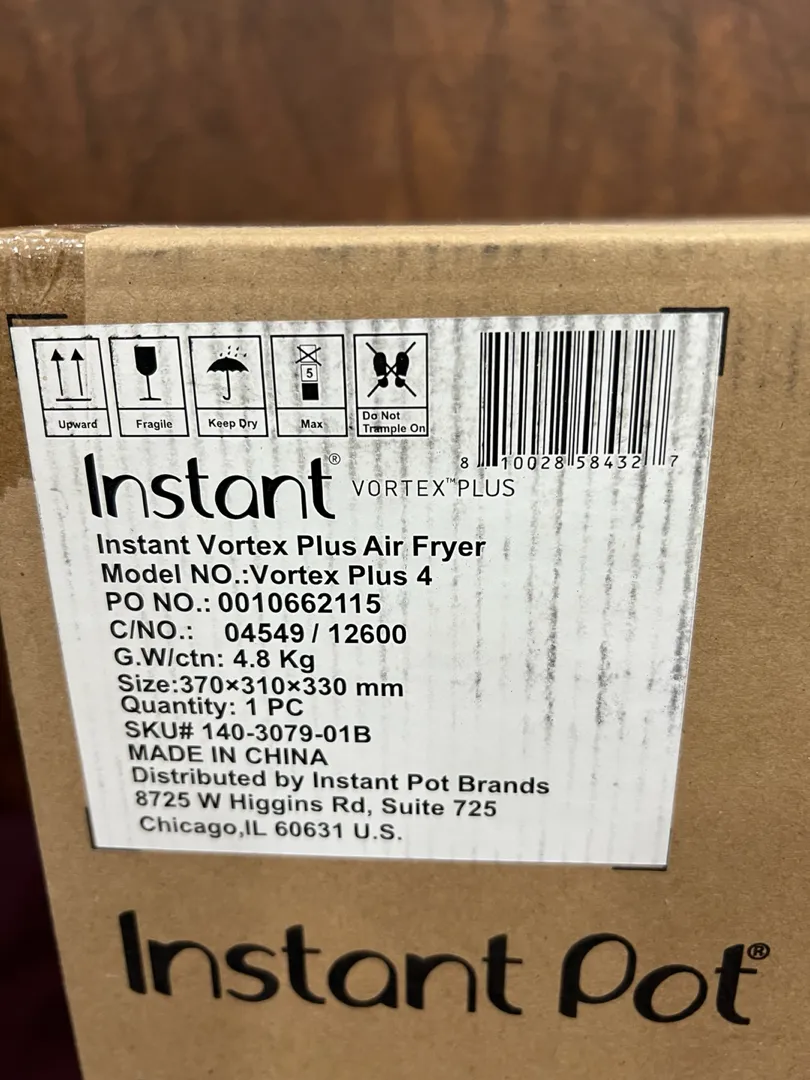 Upward
Fragile
Keep Dry
5
Max
Do Not
Trample On
8 10028 58432 7
Instant® VORTEX™PLUS
Instant Vortex Plus Air Fryer
Model NO.:Vortex Plus 4
PO NO.: 0010662115
C/NO.: 04549 / 12600
G.W/ctn: 4.8 Kg
Size:370×310×330 mm
Quantity: 1 PC
SKU# 140-3079-01B
MADE IN CHINA
Distributed by Instant Pot Brands
8725 W Higgins Rd, Suite 725
Chicago,IL 60631 U.S.
Instant Pot®